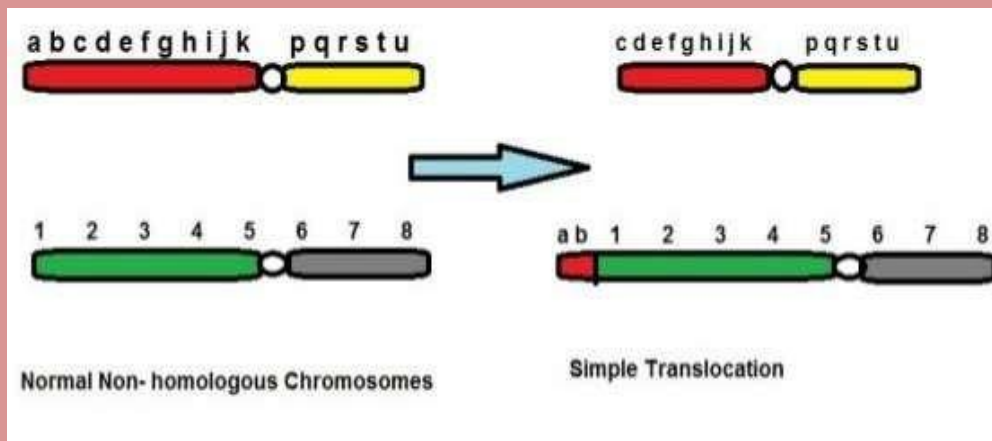 a b c d e f g h i j k p q r s t u
c d e f g h i j k p q r s t u
1 2 3 4 5 6 7 8
a b 1 2 3 4 5 6 7 8
Normal Non- homologous Chromosomes
Simple Translocation